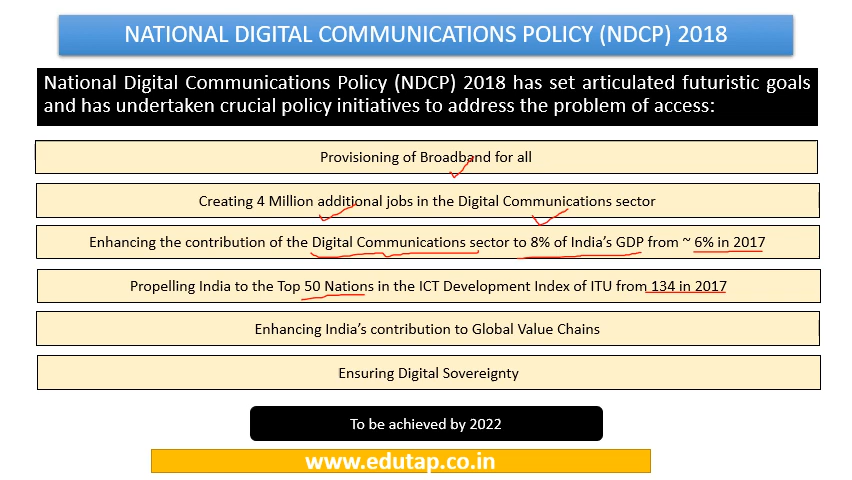 NATIONAL DIGITAL COMMUNICATIONS POLICY (NDCP) 2018
National Digital Communications Policy (NDCP) 2018 has set articulated futuristic goals
and has undertaken crucial policy initiatives to address the problem of access:
Provisioning of Broadband for all
Creating 4 Million additional jobs in the Digital Communications sector
Enhancing the contribution of the Digital Communications sector to 8% of India’s GDP from ~ 6% in 2017
Propelling India to the Top 50 Nations in the ICT Development Index of ITU from 134 in 2017
Enhancing India’s contribution to Global Value Chains
Ensuring Digital Sovereignty
To be achieved by 2022
www.edutap.co.in